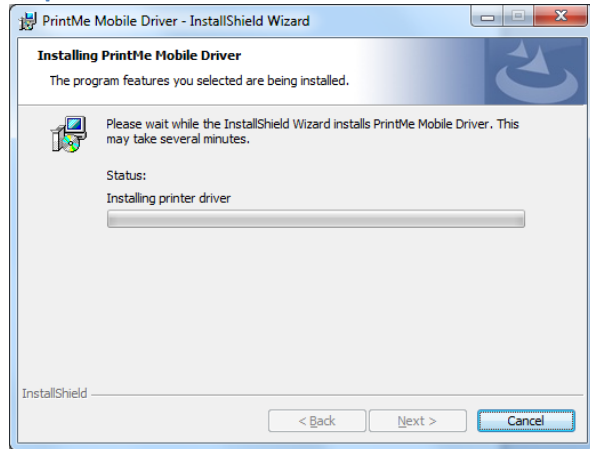 PrintMe Mobile Driver - InstallShield Wizard
Installing PrintMe Mobile Driver
The program features you selected are being installed.
Please wait while the InstallShield Wizard installs PrintMe Mobile Driver. This
may take several minutes.
Status:
Installing printer driver
InstallShield
< Back
Next >
Cancel